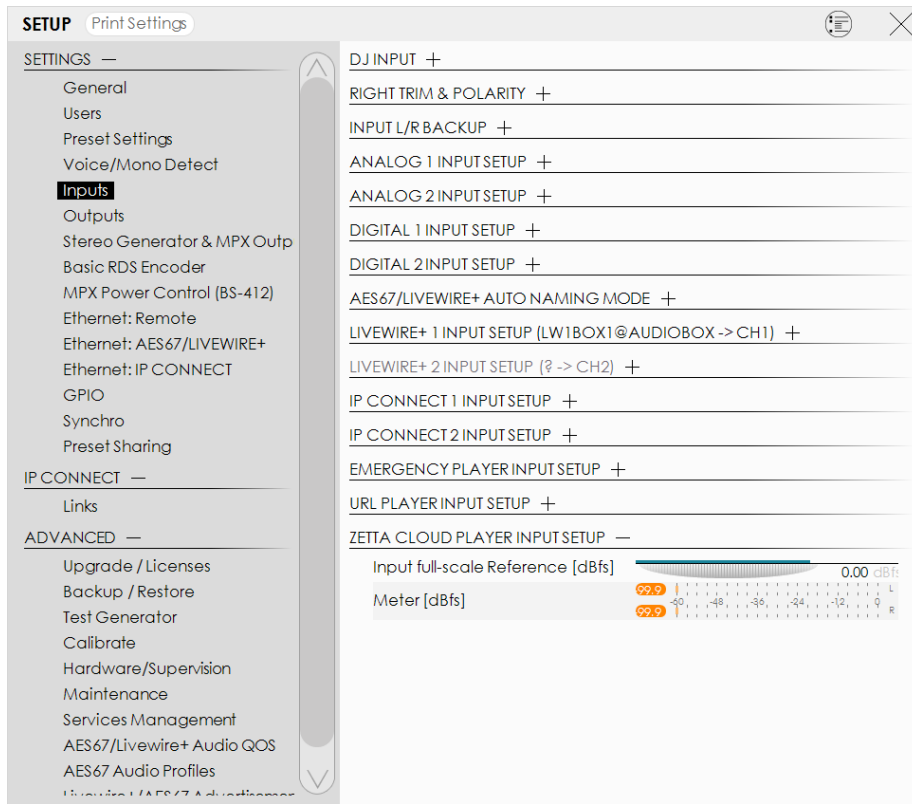 SETUP Print Settings
SETTINGS —
General
Users
Preset Settings
Voice/Mono Detect
Inputs
Outputs
Stereo Generator & MPX Outp
Basic RDS Encoder
MPX Power Control (BS-412)
Ethernet: Remote
Ethernet: AES67/LIVEWIRE+
Ethernet: IP CONNECT
GPIO
Synchro
Preset Sharing
IP CONNECT —
Links
ADVANCED —
Upgrade / Licenses
Backup / Restore
Test Generator
Calibrate
Hardware/Supervision
Maintenance
Services Management
AES67/Livewire+ Audio QOS
AES67 Audio Profiles
DJ INPUT +
RIGHT TRIM & POLARITY +
INPUT L/R BACKUP +
ANALOG 1 INPUT SETUP +
ANALOG 2 INPUT SETUP +
DIGITAL 1 INPUT SETUP +
DIGITAL 2 INPUT SETUP +
AES67/LIVEWIRE+ AUTO NAMING MODE +
LIVEWIRE+ 1 INPUT SETUP (LW1BOX1@AUDIOBOX -> CH1) +
LIVEWIRE+ 2 INPUT SETUP (? -> CH2) +
IP CONNECT 1 INPUT SETUP +
IP CONNECT 2 INPUT SETUP +
EMERGENCY PLAYER INPUT SETUP +
URL PLAYER INPUT SETUP +
ZETTA CLOUD PLAYER INPUT SETUP —
Input full-scale Reference [dBfs] 0.00 dBfs
Meter [dBfs]
-99.9 L
-60 -48 -36 -24 -12 0
-99.9 R